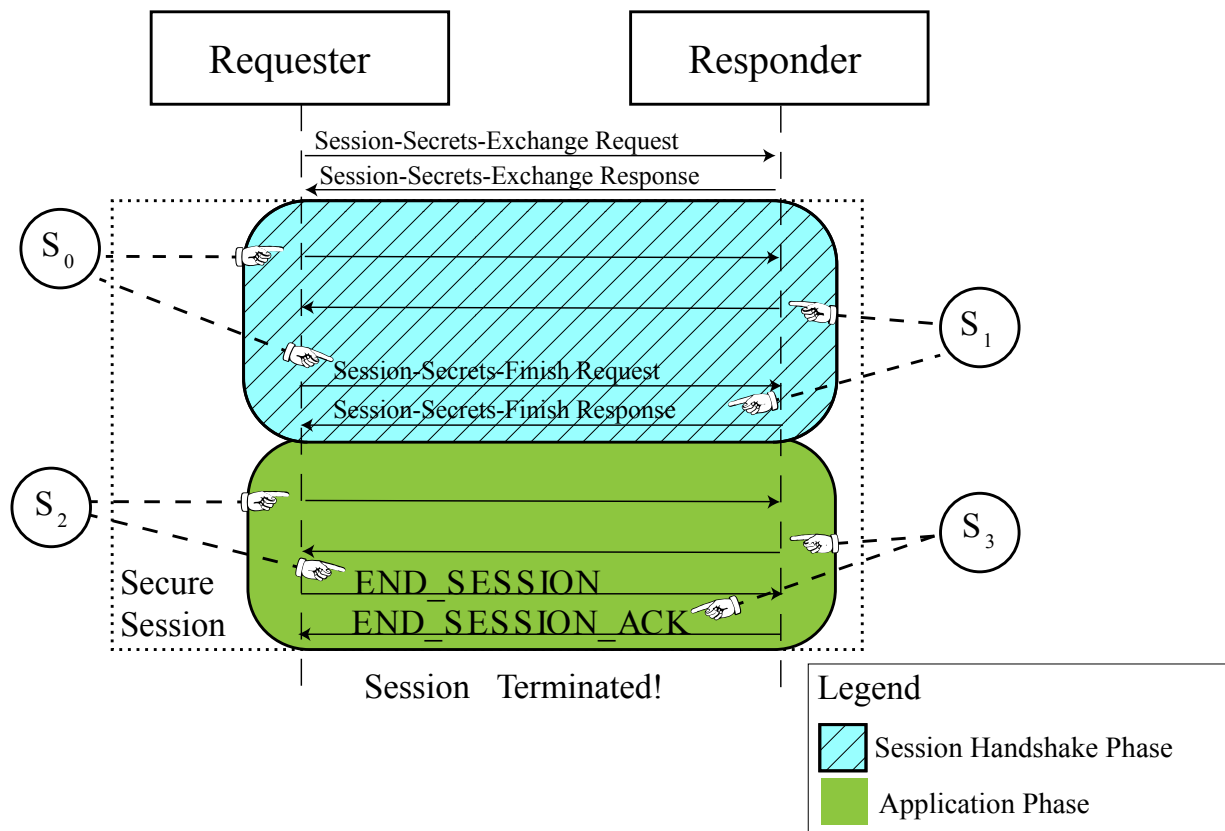 Requester
Responder
Session-Secrets-Exchange Request
Session-Secrets-Exchange Response
S0
S1
Session-Secrets-Finish Request
Session-Secrets-Finish Response
S2
S3
Secure
Session
END_SESSION
END_SESSION_ACK
Session Terminated!
Legend
Session Handshake Phase
Application Phase